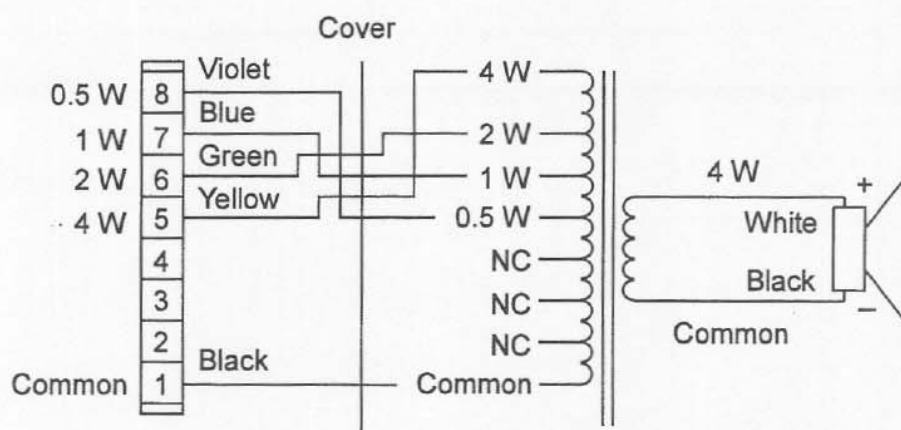 Cover
Violet 4 W
0.5 W 8
Blue
1 W 7 2 W
Green
2 W 6 1 W 4 W +
Yellow
4 W 5 0.5 W White
4 NC
3 NC Black
2 NC − Common
Black
Common 1 Common